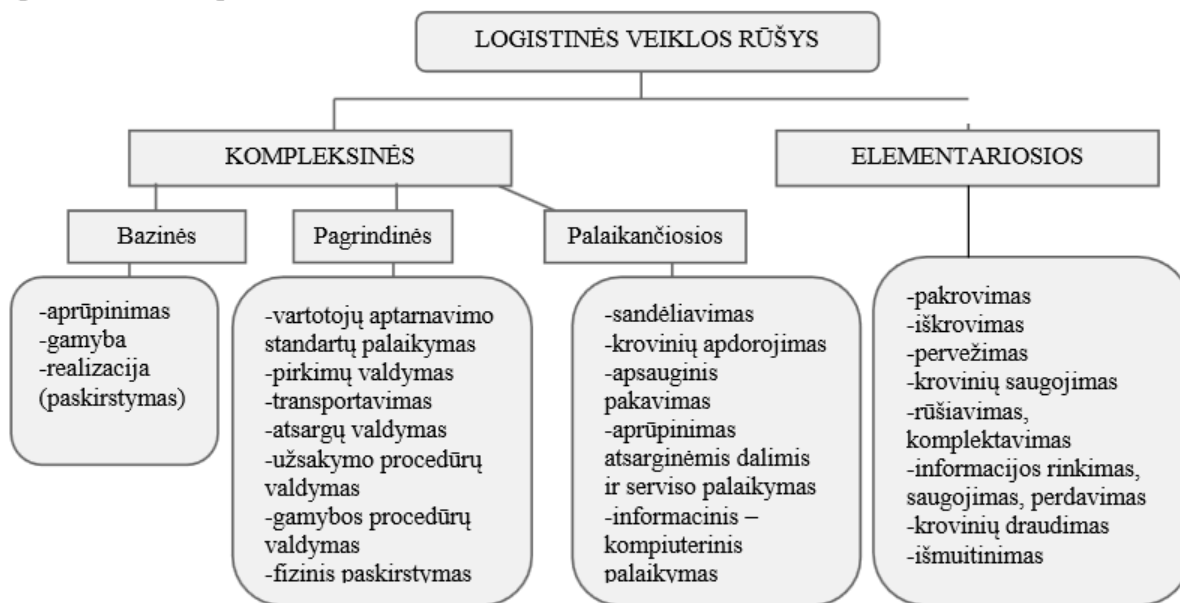 LOGISTINĖS VEIKLOS RŪŠYS
KOMPLEKSINĖS
ELEMENTARIOSIOS
Bazinės
Pagrindinės
Palaikančiosios
-aprūpinimas
-gamyba
-realizacija
(paskirstymas)
-vartotojų aptarnavimo
standartų palaikymas
-pirkimų valdymas
-transportavimas
-atsargų valdymas
-užsakymo procedūrų
valdymas
-gamybos procedūrų
valdymas
-fizinis paskirstymas
-sandėliavimas
-krovinių apdorojimas
-apsauginis
pakavimas
-aprūpinimas
atsarginėmis dalimis
ir serviso palaikymas
-informacinis –
kompiuterinis
palaikymas
-pakrovimas
-iškrovimas
-pervežimas
-krovinių saugojimas
-rūšiavimas,
komplektavimas
-informacijos rinkimas,
saugojimas, perdavimas
-krovinių draudimas
-išmuitinimas